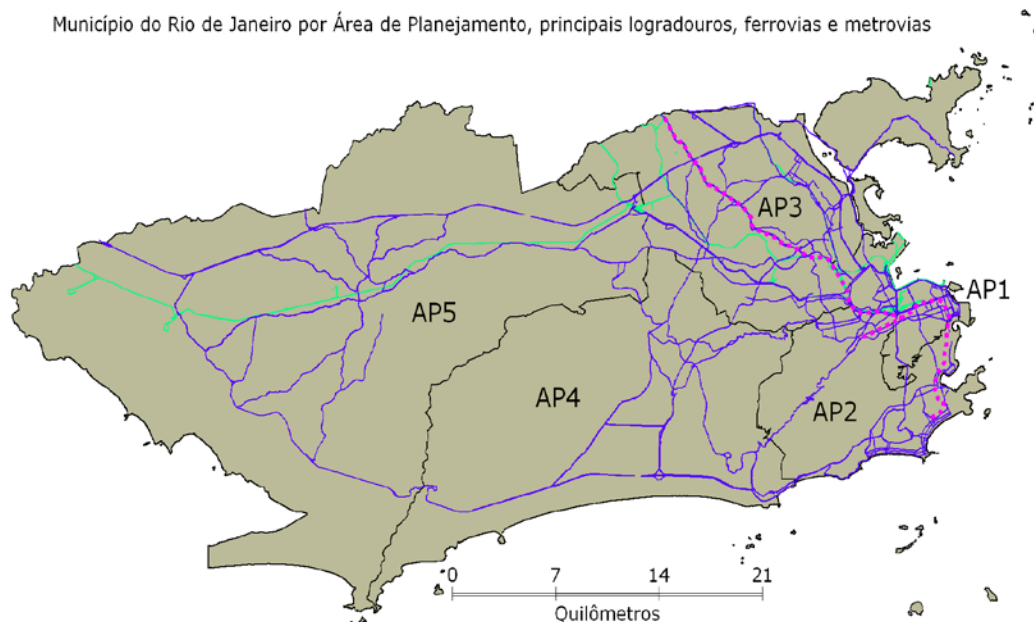 Município do Rio de Janeiro por Área de Planejamento, principais logradouros, ferrovias e metrovias
AP3
AP1
AP5
AP4
AP2
0 7 14 21
Quilômetros